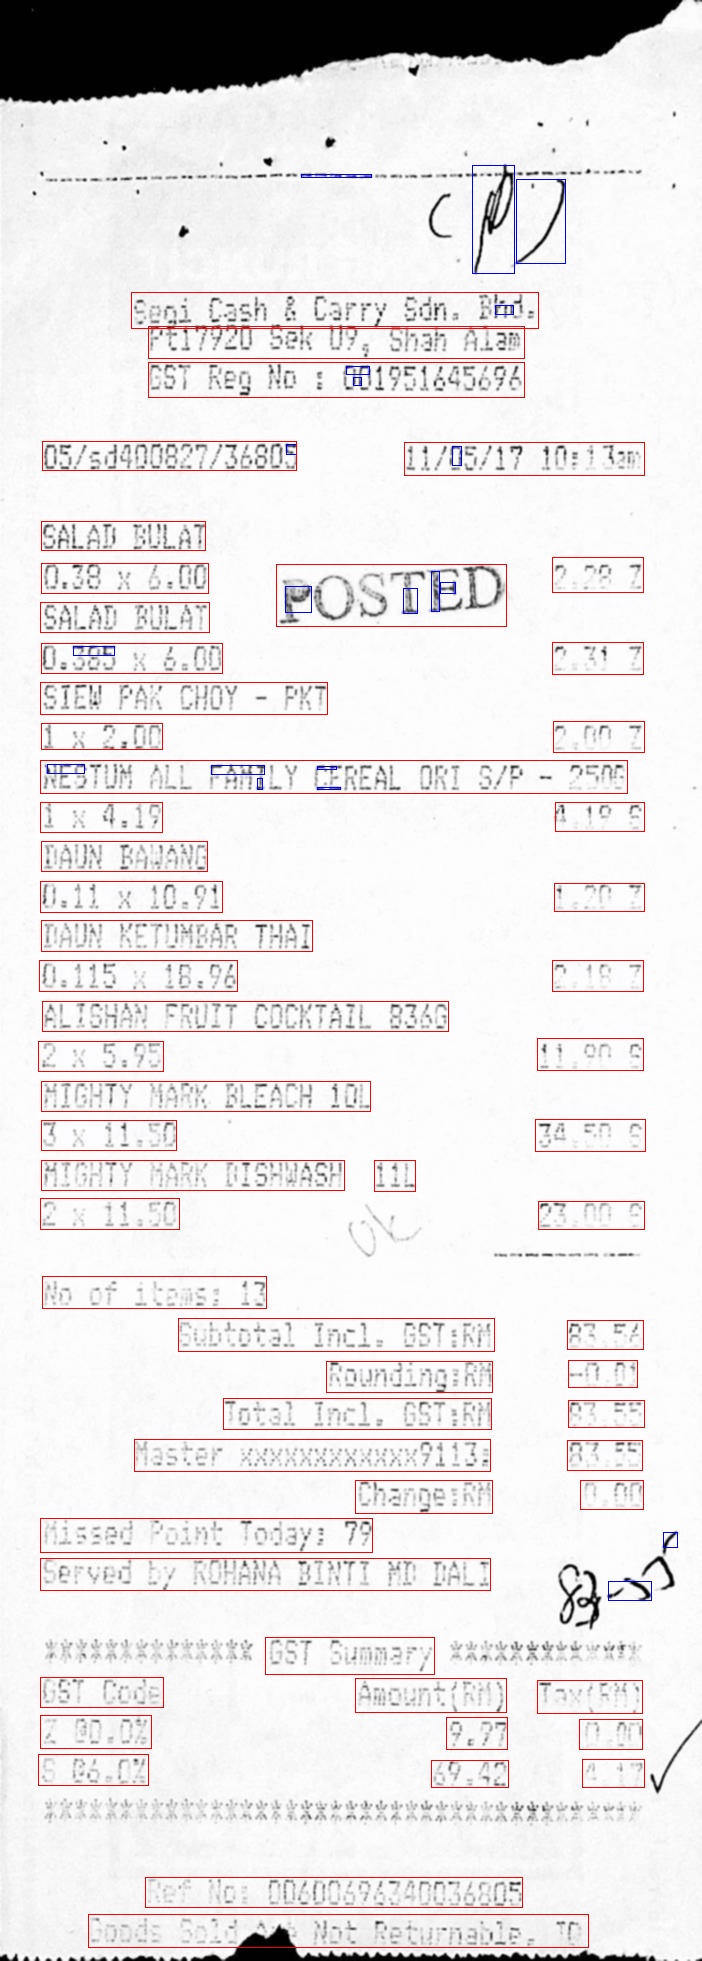 Segi Cash & Carry Sdn. Bhd.
Pt17920 Sek U9, Shah Alam
GST Reg No : 001951645696
05/sd400827/36805 11/05/17 10:13am
SALAD BULAT
0.38 x 6.00 2.28 Z
POSTED
SALAD BULAT
0.385 x 6.00 2.31 Z
SIEW PAK CHOY - PKT
1 x 2.00 2.00 Z
NESTUM ALL FAMILY CEREAL ORI S/P - 250G
1 x 4.19 4.19 S
DAUN BAWANG
0.11 x 10.91 1.20 Z
DAUN KETUMBAR THAI
0.115 x 18.96 2.18 Z
ALISHAN FRUIT COCKTAIL 836G
2 x 5.95 11.90 S
MIGHTY MARK BLEACH 10L
3 x 11.50 34.50 S
MIGHTY MARK DISHWASH 11L
2 x 11.50 23.00 S
OK
No of items: 13
Subtotal Incl. GST:RM 83.56
Rounding:RM -0.01
Total Incl. GST:RM 83.55
Master xxxxxxxxxxxx9113: 83.55
Change:RM 0.00
Missed Point Today: 79
Served by ROHANA BINTI MD DALI
************* GST Summary ************
GST Code Amount(RM) Tax(RM)
Z @0.0% 9.97 0.00
S @6.0% 69.42 4.17
****************************************
Ref No: 00600696340036805
Goods Sold Are Not Returnable, TQ